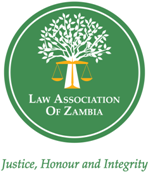 LAW ASSOCIATION
OF ZAMBIA
Justice, Honour and Integrity